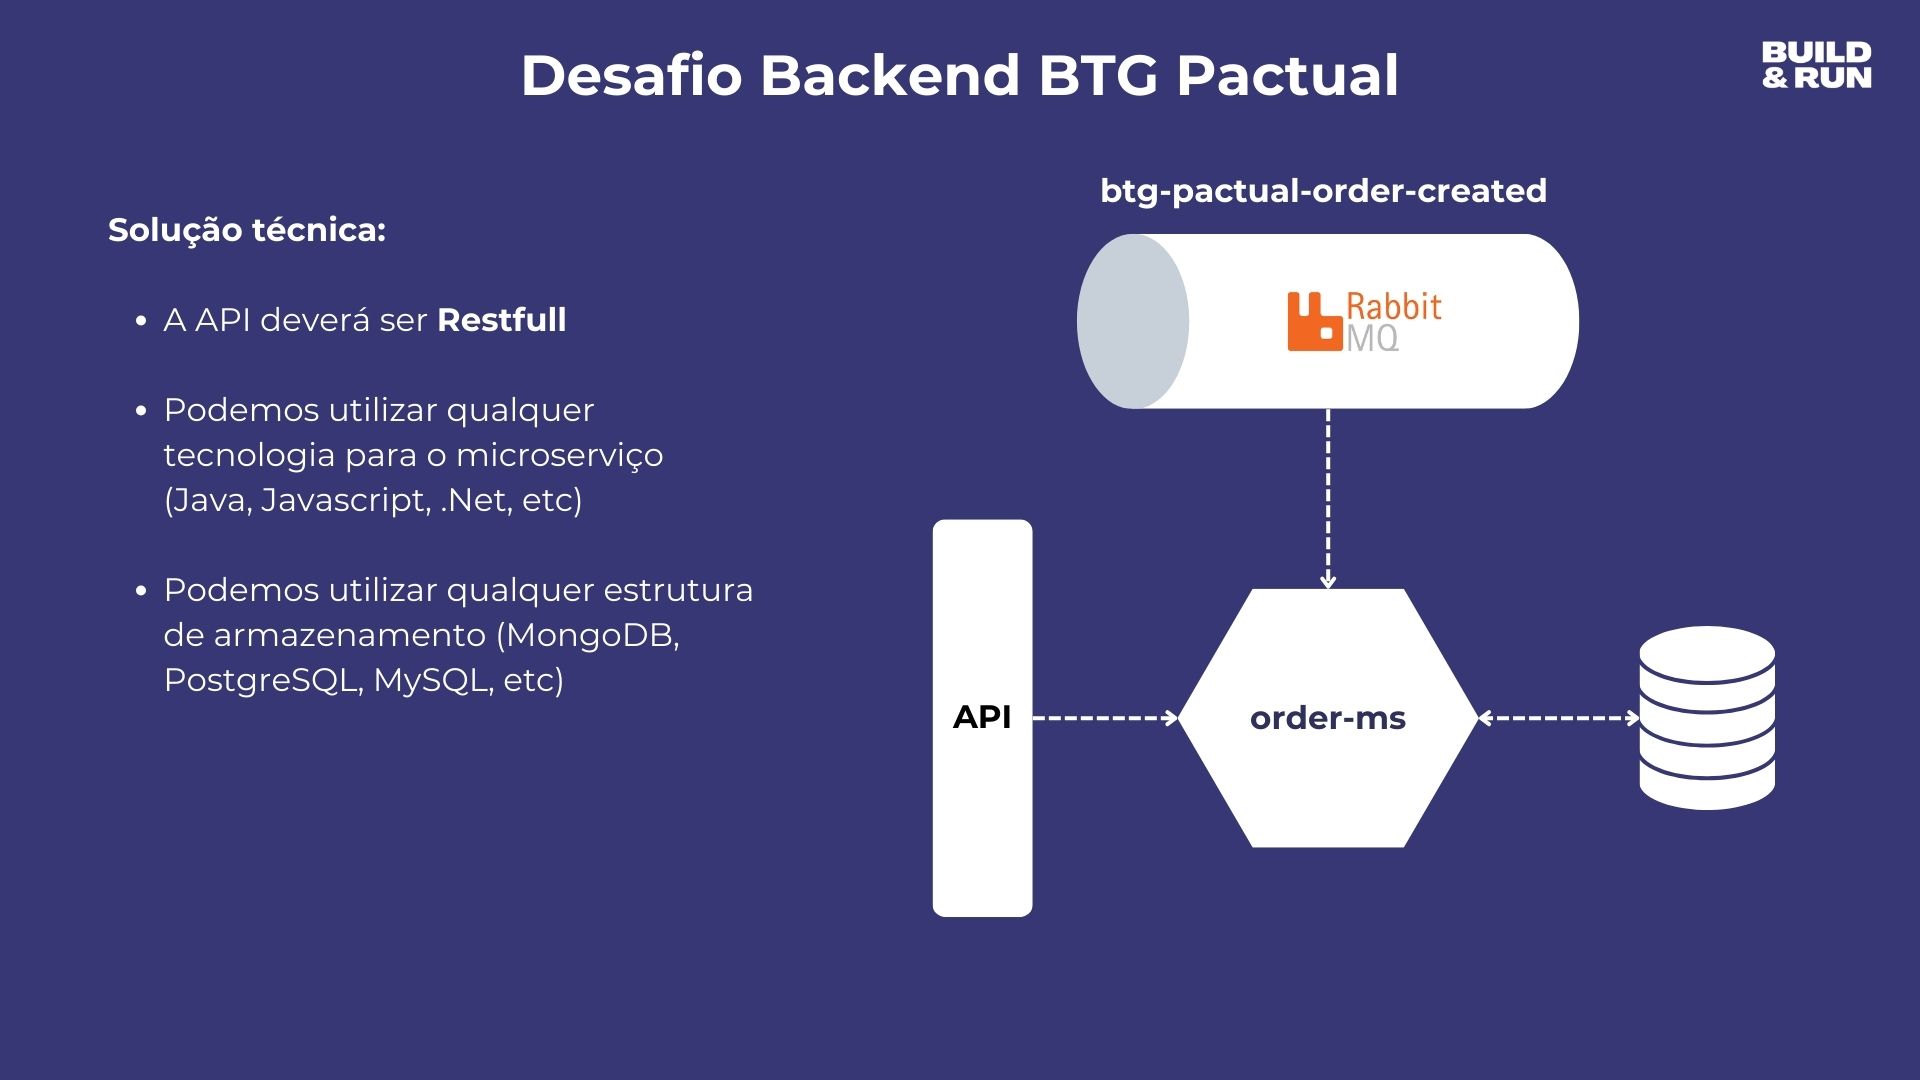 Desafio Backend BTG Pactual
BUILD
& RUN
Solução técnica:
• A API deverá ser Restfull
• Podemos utilizar qualquer
tecnologia para o microserviço
(Java, Javascript, .Net, etc)
• Podemos utilizar qualquer estrutura
de armazenamento (MongoDB,
PostgreSQL, MySQL, etc)
btg-pactual-order-created
Rabbit
MQ
API
order-ms